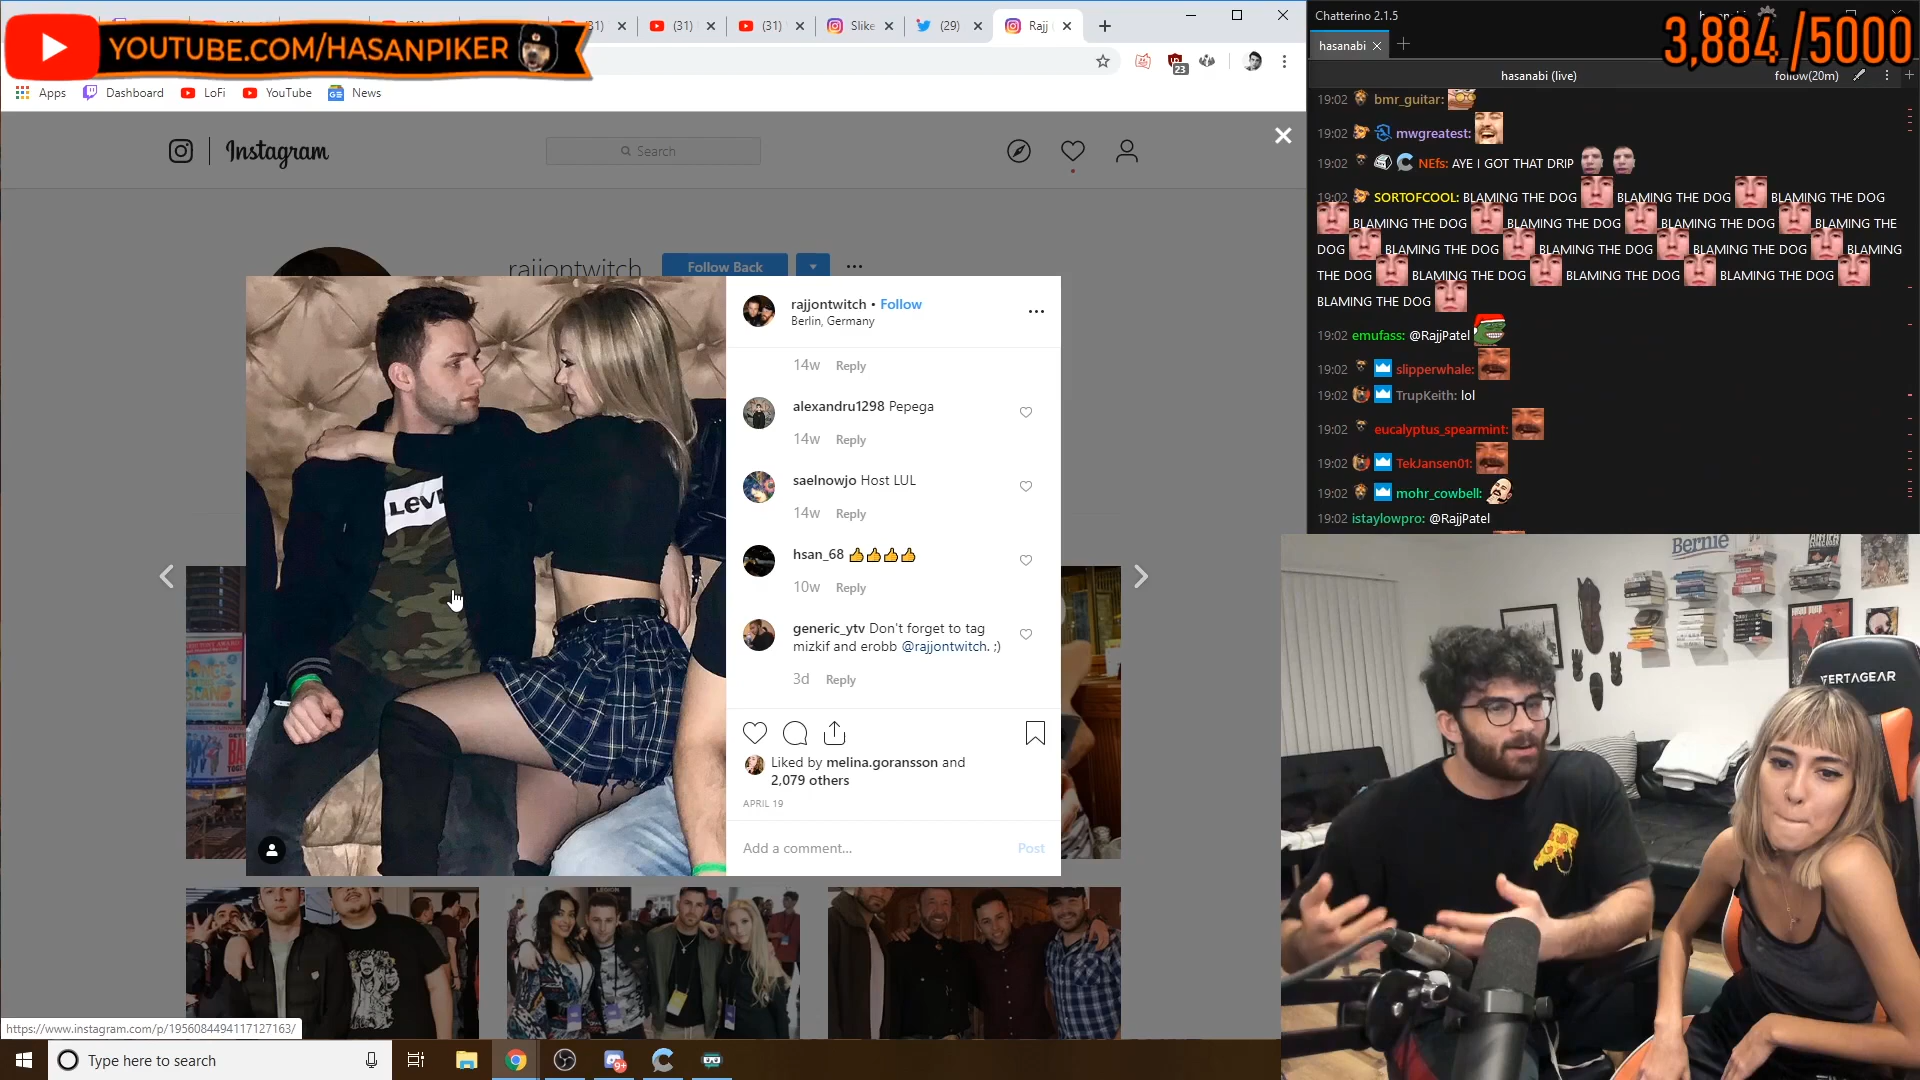 YOUTUBE.COM/HASANPIKER
(31)
(31)
Slike
(29)
Rajj
23
Apps
Dashboard
LoFi
YouTube
News
Instagram
Search
rajjontwitch
Follow Back
rajjontwitch • Follow
Berlin, Germany
14w Reply
alexandru1298 Pepega
14w Reply
saelnowjo Host LUL
14w Reply
hsan_68 👍👍👍👍
10w Reply
generic_ytv Don't forget to tag
mizkif and erobb @rajjontwitch. ;)
3d Reply
Liked by melina.goransson and
2,079 others
APRIL 19
Add a comment...
Post
https://www.instagram.com/p/1956084494117127163/
Type here to search
Chatterino 2.1.5
3,884 /5000
hasanabi
hasanabi (live)
follow(20m)
19:02 bmr_guitar:
19:02 mwgreatest:
19:02 NEfs: AYE I GOT THAT DRIP
19:02 SORTOFCOOL: BLAMING THE DOG BLAMING THE DOG BLAMING THE DOG
BLAMING THE DOG BLAMING THE DOG BLAMING THE DOG BLAMING THE
DOG BLAMING THE DOG BLAMING THE DOG BLAMING THE DOG BLAMING
THE DOG BLAMING THE DOG BLAMING THE DOG BLAMING THE DOG
BLAMING THE DOG
19:02 emufass: @RajjPatel
19:02 slipperwhale:
19:02 TrupKeith: lol
19:02 eucalyptus_spearmint:
19:02 TekJansen01:
19:02 mohr_cowbell:
19:02 istaylowpro: @RajjPatel
Bernie
VERTAGEAR
Levi